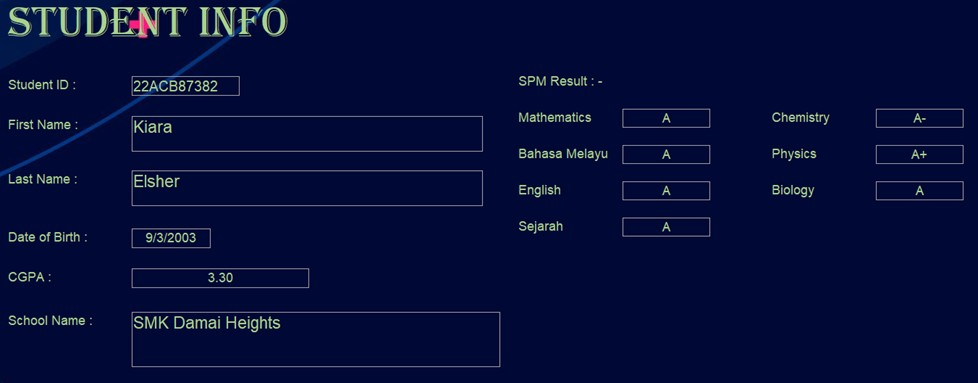 STUDENT INFO
Student ID : 22ACB87382
First Name : Kiara
Last Name : Elsher
Date of Birth : 9/3/2003
CGPA : 3.30
School Name : SMK Damai Heights
SPM Result : -
Mathematics A Chemistry A-
Bahasa Melayu A Physics A+
English A Biology A
Sejarah A